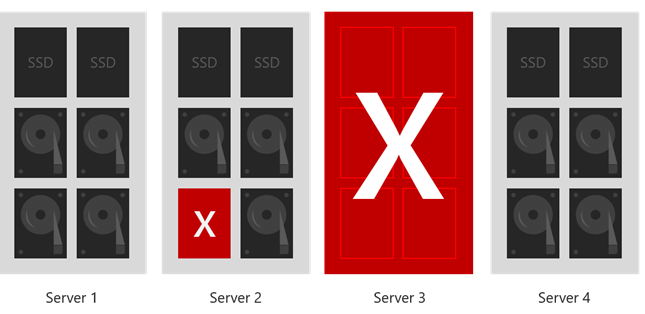 SSD SSD
SSD SSD
SSD SSD
X
X
Server 1
Server 2
Server 3
Server 4